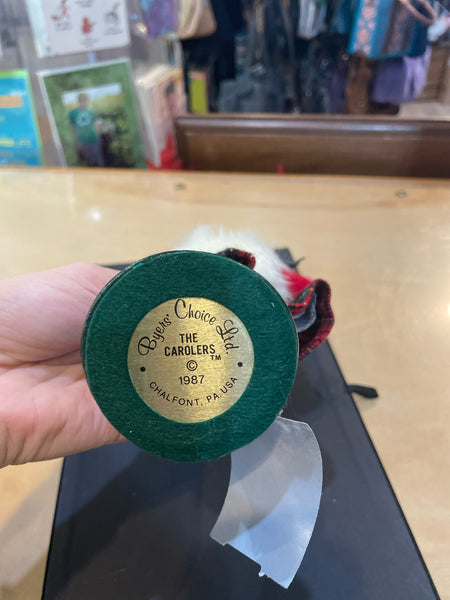 Byers' Choice Ltd.
THE
CAROLERS™
©
1987
CHALFONT, PA. USA